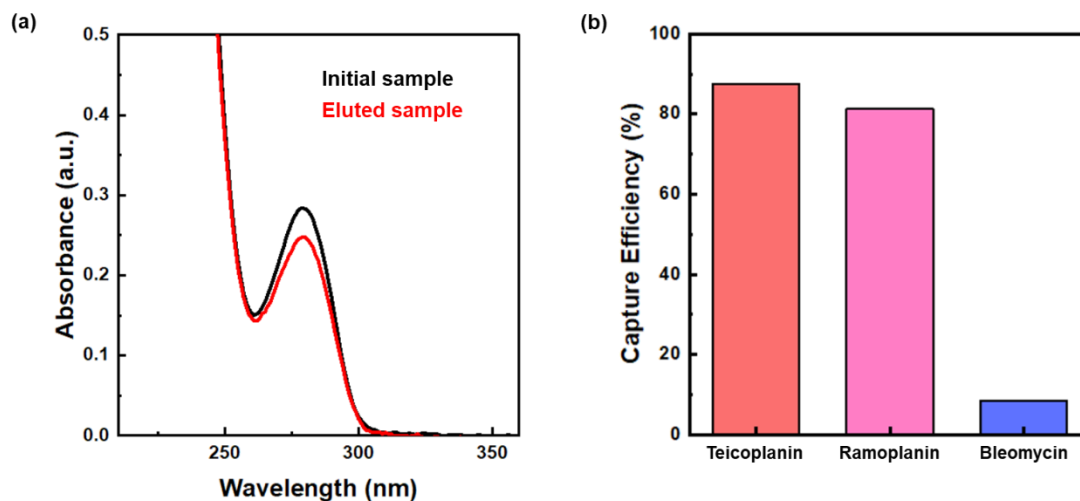 (a)
0.5
0.4
0.3
0.2
0.1
0.0
Absorbance (a.u.)
Initial sample
Eluted sample
250
300
350
Wavelength (nm)
(b)
100
80
60
40
20
0
Capture Efficiency (%)
Teicoplanin
Ramoplanin
Bleomycin